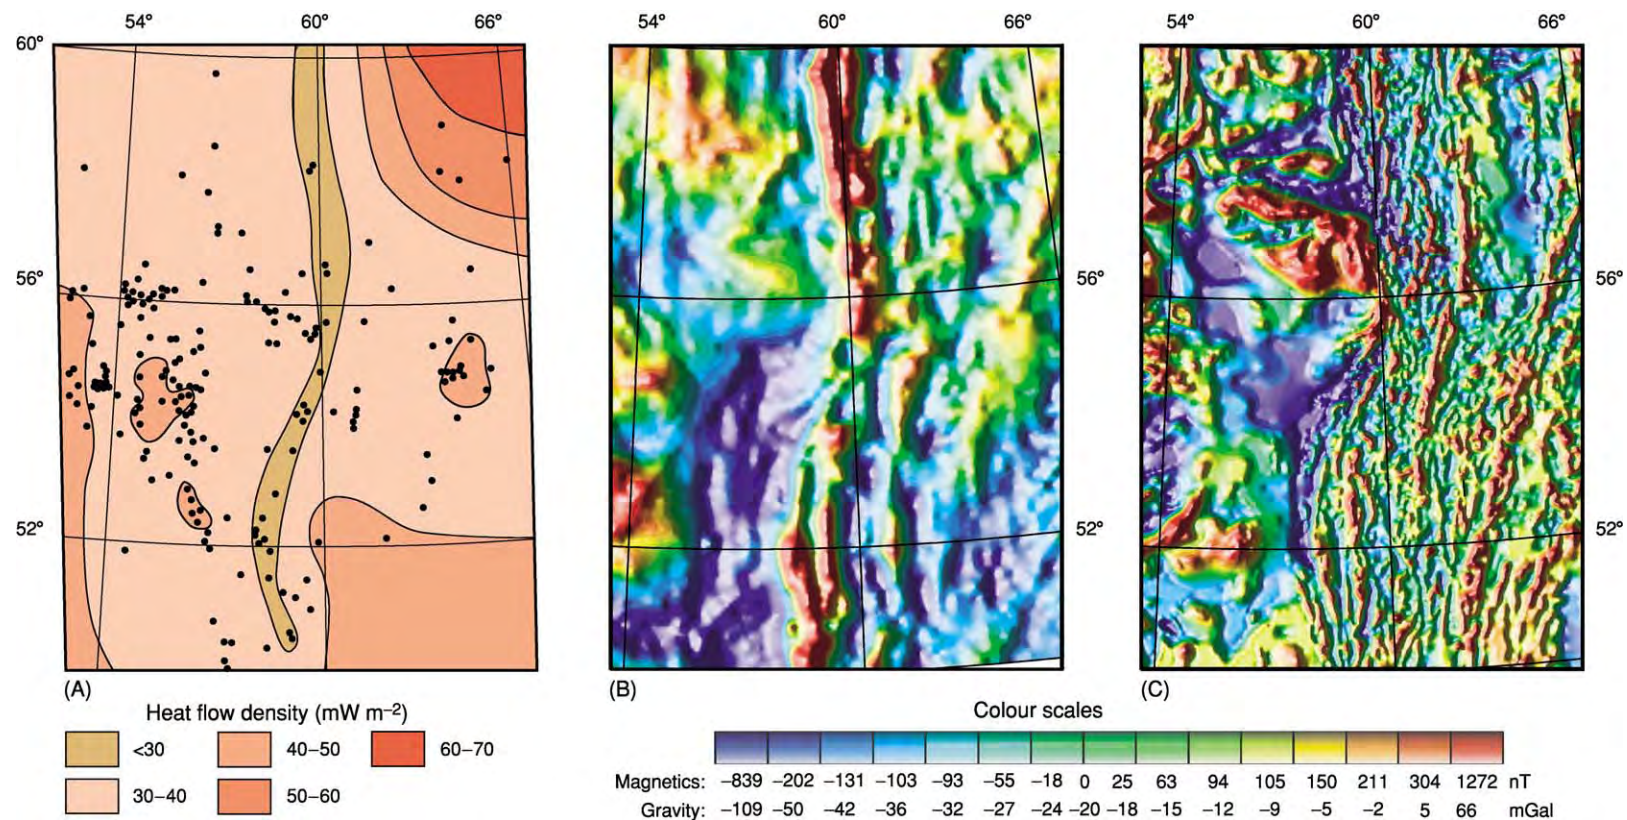 54° 60° 66° 54° 60° 66° 54° 60° 66°
60°
56° 56° 56°
52° 52° 52°
(A) (B) (C)
Heat flow density (mW m−2)
<30 40–50 60–70
30–40 50–60
Colour scales
Magnetics: −839 −202 −131 −103 −93 −55 −18 0 25 63 94 105 150 211 304 1272 nT
Gravity: −109 −50 −42 −36 −32 −27 −24 −20 −18 −15 −12 −9 −5 −2 5 66 mGal